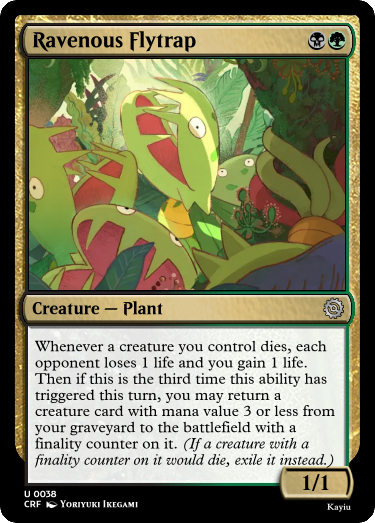 Ravenous Flytrap
Creature — Plant
Whenever a creature you control dies, each
opponent loses 1 life and you gain 1 life.
Then if this is the third time this ability has
triggered this turn, you may return a
creature card with mana value 3 or less from
your graveyard to the battlefield with a
finality counter on it. (If a creature with a
finality counter on it would die, exile it instead.)
1/1
U 0038
CRF Yoriyuki Ikegami
Kayiu